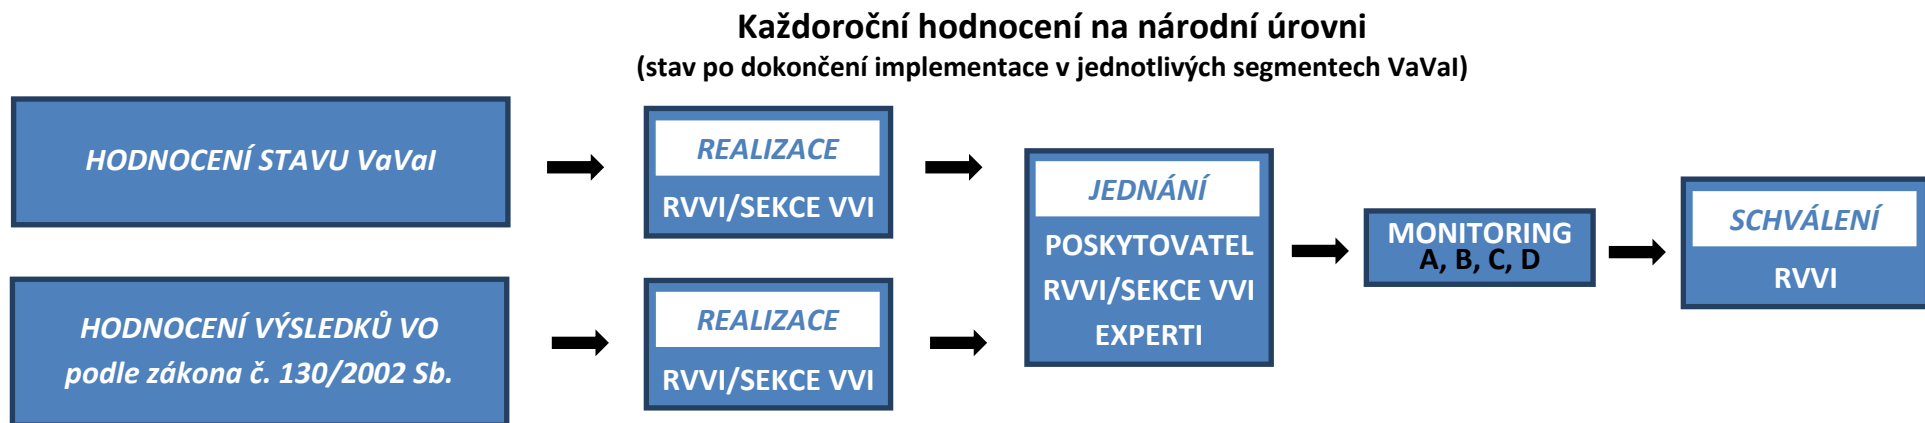 Každoroční hodnocení na národní úrovni
(stav po dokončení implementace v jednotlivých segmentech VaVaI)
HODNOCENÍ STAVU VaVaI
REALIZACE
RVVI/SEKCE VVI
HODNOCENÍ VÝSLEDKŮ VO
podle zákona č. 130/2002 Sb.
REALIZACE
RVVI/SEKCE VVI
JEDNÁNÍ
POSKYTOVATEL
RVVI/SEKCE VVI
EXPERTI
MONITORING
A, B, C, D
SCHVÁLENÍ
RVVI